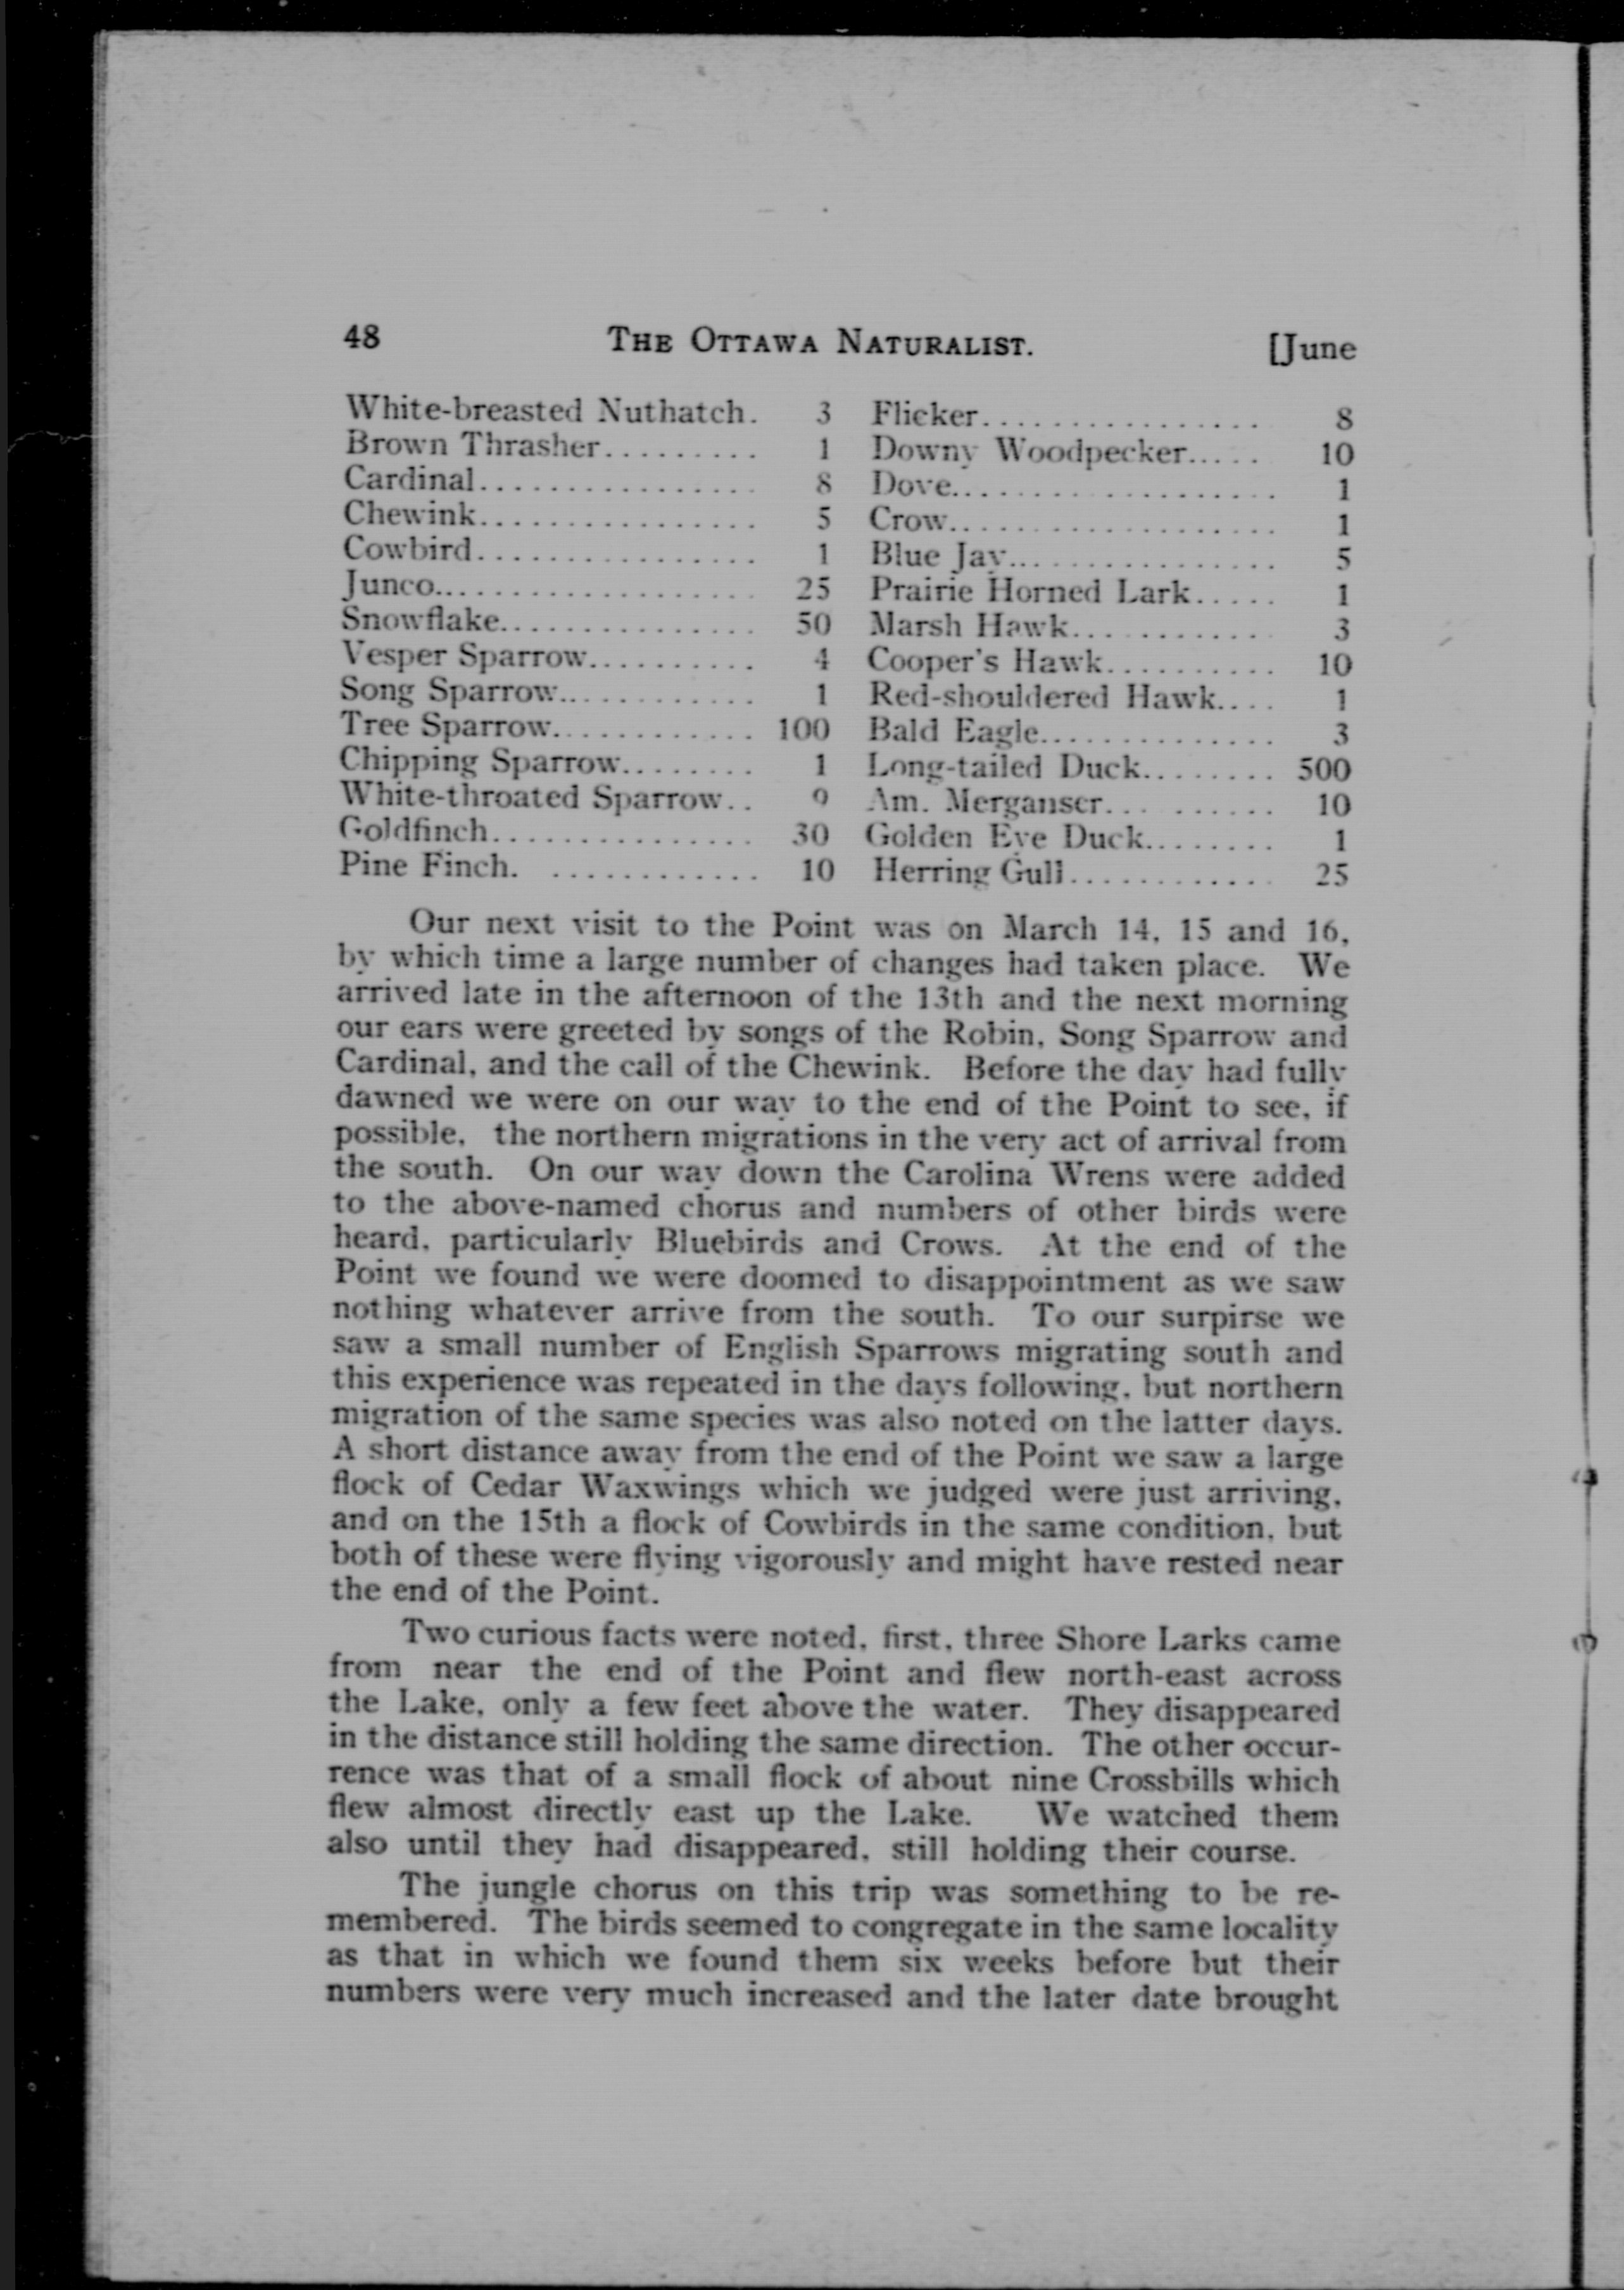 48 THE OTTAWA NATURALIST. [June
White-breasted Nuthatch. 3 Flicker................ 8
Brown Thrasher......... 1 Downy Woodpecker..... 10
Cardinal................ 8 Dove.................. 1
Chewink................ 5 Crow................... 1
Cowbird................ 1 Blue Jay................ 5
Junco................... 25 Prairie Horned Lark..... 1
Snowflake............... 50 Marsh Hawk............ 3
Vesper Sparrow.......... 4 Cooper's Hawk.......... 10
Song Sparrow............ 1 Red-shouldered Hawk.... 1
Tree Sparrow............ 100 Bald Eagle.............. 3
Chipping Sparrow........ 1 Long-tailed Duck........ 500
White-throated Sparrow.. 9 Am. Merganser.......... 10
Goldfinch............... 30 Golden Eye Duck........ 1
Pine Finch. ............ 10 Herring Gull............ 25
Our next visit to the Point was on March 14, 15 and 16,
by which time a large number of changes had taken place. We
arrived late in the afternoon of the 13th and the next morning
our ears were greeted by songs of the Robin, Song Sparrow and
Cardinal, and the call of the Chewink. Before the day had fully
dawned we were on our way to the end of the Point to see, if
possible, the northern migrations in the very act of arrival from
the south. On our way down the Carolina Wrens were added
to the above-named chorus and numbers of other birds were
heard, particularly Bluebirds and Crows. At the end of the
Point we found we were doomed to disappointment as we saw
nothing whatever arrive from the south. To our surpirse we
saw a small number of English Sparrows migrating south and
this experience was repeated in the days following, but northern
migration of the same species was also noted on the latter days.
A short distance away from the end of the Point we saw a large
flock of Cedar Waxwings which we judged were just arriving,
and on the 15th a flock of Cowbirds in the same condition, but
both of these were flying vigorously and might have rested near
the end of the Point.
Two curious facts were noted, first, three Shore Larks came
from near the end of the Point and flew north-east across
the Lake, only a few feet above the water. They disappeared
in the distance still holding the same direction. The other occur-
rence was that of a small flock of about nine Crossbills which
flew almost directly east up the Lake. We watched them
also until they had disappeared, still holding their course.
The jungle chorus on this trip was something to be re-
membered. The birds seemed to congregate in the same locality
as that in which we found them six weeks before but their
numbers were very much increased and the later date brought